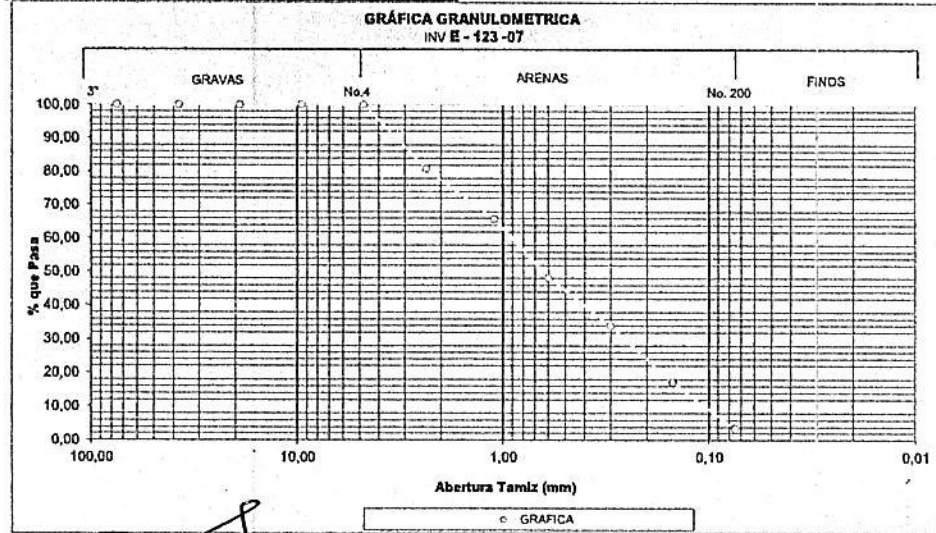 GRÁFICA GRANULOMETRICA
INV E - 123 -07
GRAVAS
ARENAS
FINOS
3"
No.4
No. 200
100,00
90,00
80,00
70,00
60,00
50,00
40,00
30,00
20,00
10,00
0,00
% que Pasa
100,00
10,00
1,00
0,10
0,01
Abertura Tamiz (mm)
GRAFICA